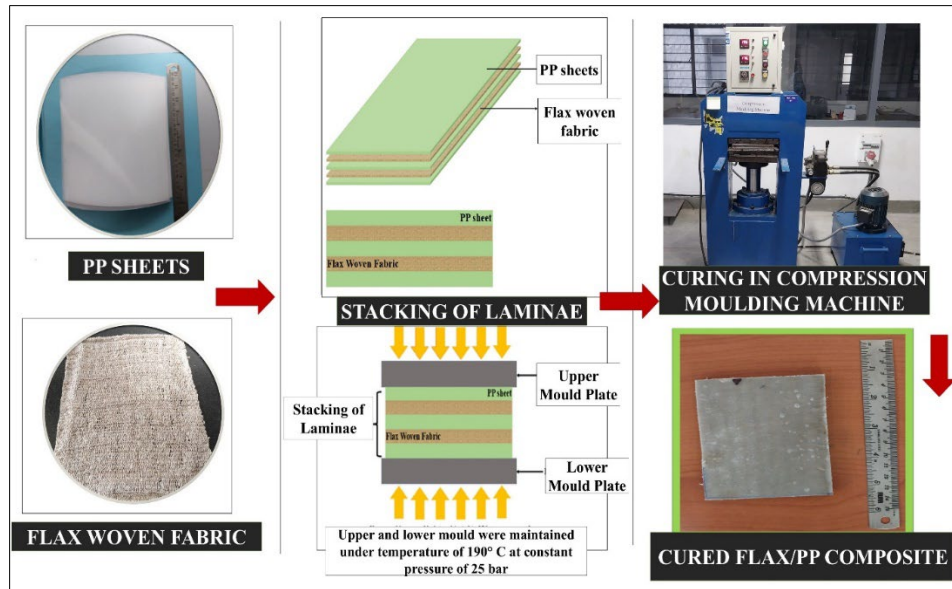 PP SHEETS
FLAX WOVEN FABRIC
PP sheets
Flax woven
fabric
PP sheet
Flax Woven Fabric
STACKING OF LAMINAE
Upper
Mould Plate
PP sheet
Stacking of
Laminae
Flax Woven Fabric
Lower
Mould Plate
Upper and lower mould were maintained
under temperature of 190° C at constant
pressure of 25 bar
Compression
Moulding Machine
CURING IN COMPRESSION
MOULDING MACHINE
CURED FLAX/PP COMPOSITE